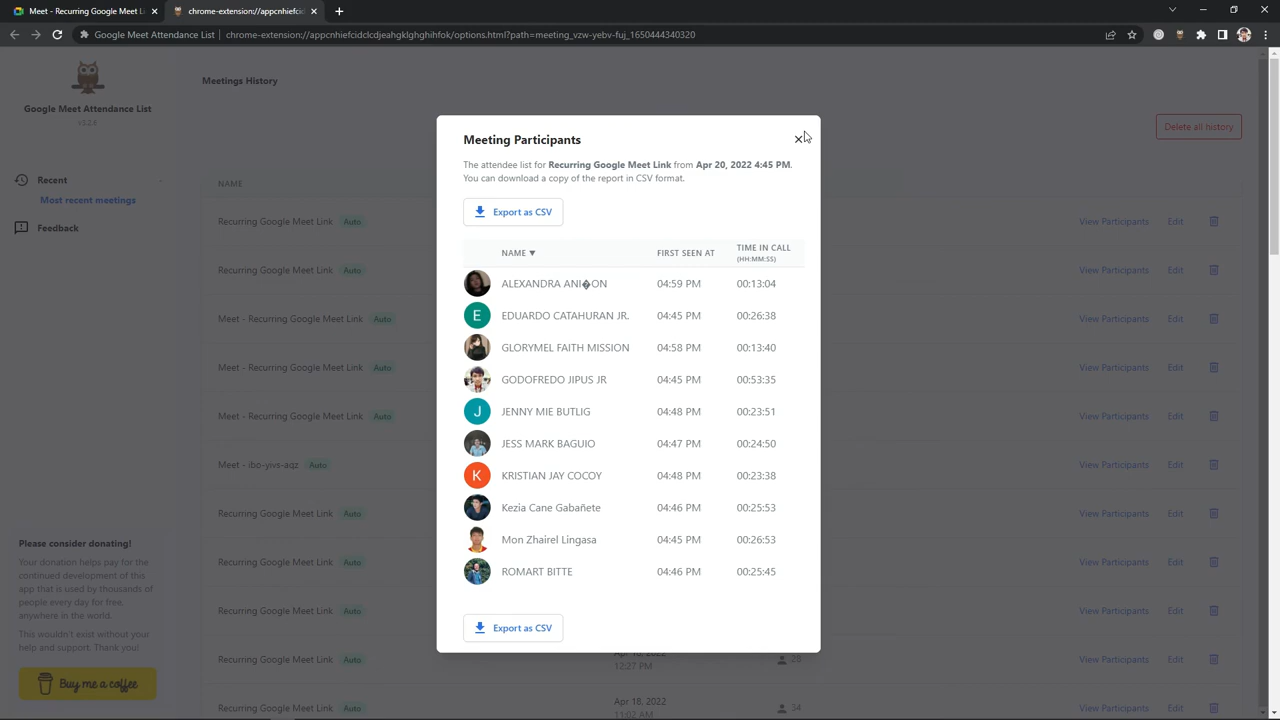 Meet - Recurring Google Meet Li
chrome-extension://appcnhiefcidcl
Google Meet Attendance List | chrome-extension://appcnhiefcidclcdjeahgklghghihfok/options.html?path=meeting_vzw-yebv-fuj_1650444340320
Google Meet Attendance List
v3.2.6
Recent
Most recent meetings
Feedback
Please consider donating!
Your donation helps pay for the
continued development of this
app that is used by thousands of
people every day for free,
anywhere in the world.
This wouldn't exist without your
help and support. Thank you!
Buy me a coffee
Meetings History
Delete all history
NAME
Recurring Google Meet Link Auto View Participants Edit
Recurring Google Meet Link Auto View Participants Edit
Meet - Recurring Google Meet Link Auto View Participants Edit
Meet - Recurring Google Meet Link Auto View Participants Edit
Meet - Recurring Google Meet Link Auto View Participants Edit
Meet - ibo-yivs-aqz Auto View Participants Edit
Recurring Google Meet Link Auto View Participants Edit
Recurring Google Meet Link Auto View Participants Edit
Recurring Google Meet Link Auto View Participants Edit
Recurring Google Meet Link Auto 12:27 PM 28 View Participants Edit
Recurring Google Meet Link Auto Apr 18, 2022 11:02 AM 34 View Participants Edit
Meeting Participants
The attendee list for Recurring Google Meet Link from Apr 20, 2022 4:45 PM.
You can download a copy of the report in CSV format.
Export as CSV
NAME ▼ FIRST SEEN AT TIME IN CALL
(HH:MM:SS)
ALEXANDRA ANI�ON 04:59 PM 00:13:04
E EDUARDO CATAHURAN JR. 04:45 PM 00:26:38
GLORYMEL FAITH MISSION 04:58 PM 00:13:40
GODOFREDO JIPUS JR 04:45 PM 00:53:35
J JENNY MIE BUTLIG 04:48 PM 00:23:51
JESS MARK BAGUIO 04:47 PM 00:24:50
K KRISTIAN JAY COCOY 04:48 PM 00:23:38
Kezia Cane Gabañete 04:46 PM 00:25:53
Mon Zhairel Lingasa 04:45 PM 00:26:53
ROMART BITTE 04:46 PM 00:25:45
Export as CSV